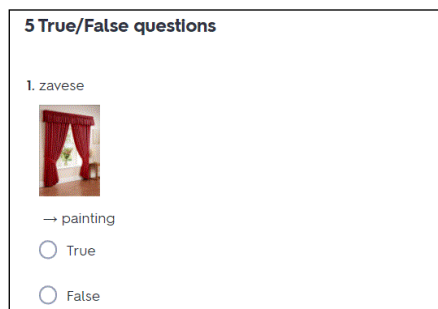 5 True/False questions
1. zavese
→ painting
True
False